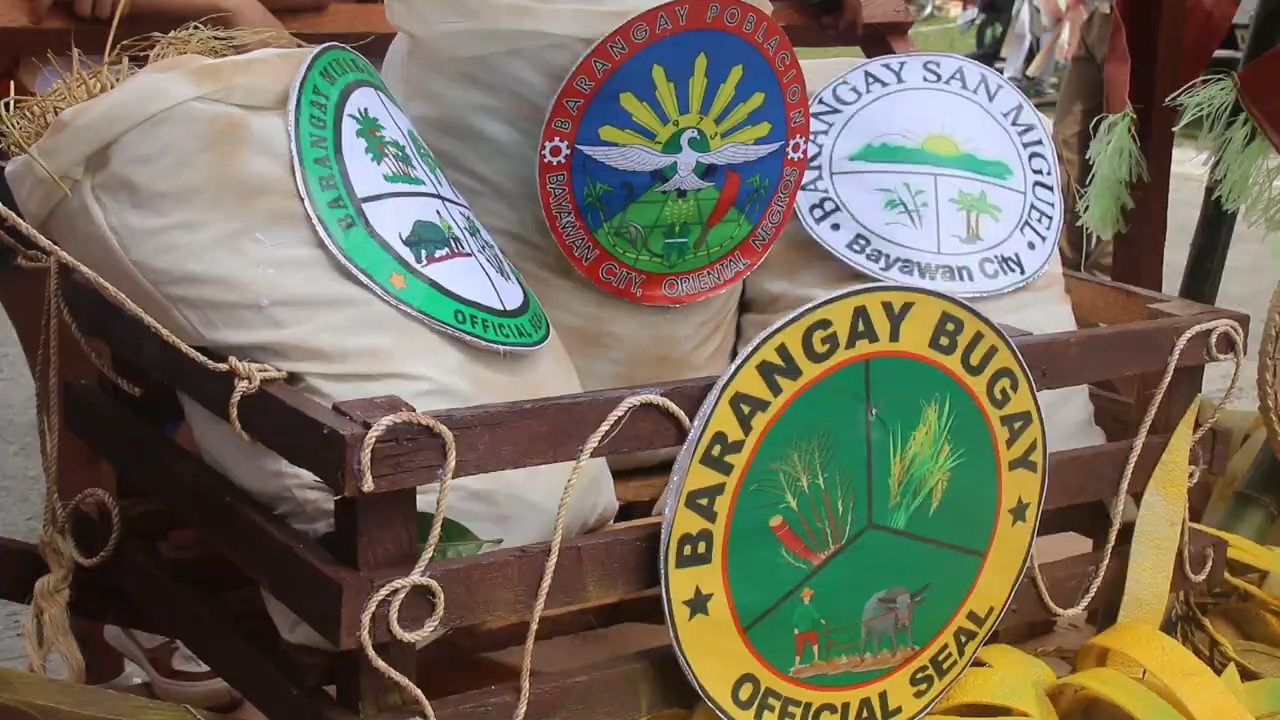 BARANGAY
OFFICIAL SEAL
BARANGAY POBLACION
BAYAWAN CITY, ORIENTAL NEGROS
BARANGAY SAN MIGUEL
Bayawan City
BARANGAY BUGAY
OFFICIAL SEAL